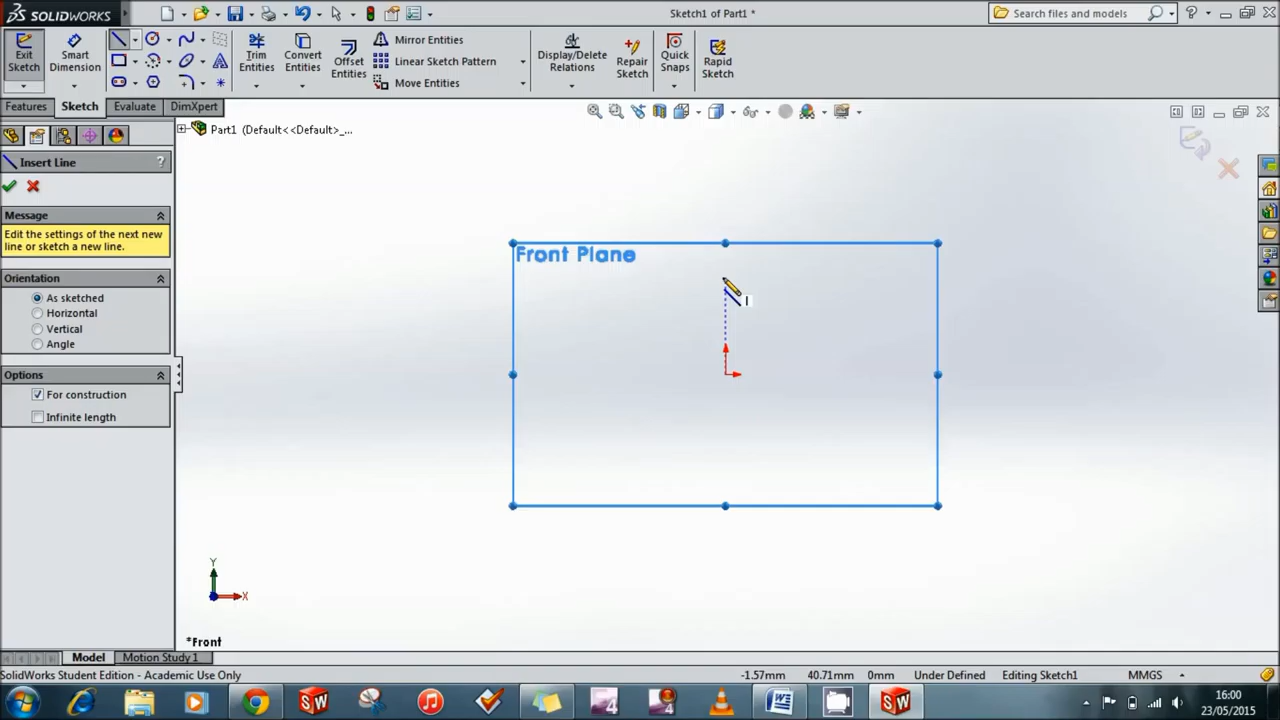 SOLIDWORKS
Sketch1 of Part1 *
Search files and models
Exit Sketch
Smart Dimension
Trim Entities
Convert Entities
Offset Entities
Mirror Entities
Linear Sketch Pattern
Move Entities
Display/Delete Relations
Repair Sketch
Quick Snaps
Rapid Sketch
Features
Sketch
Evaluate
DimXpert
Part1 (Default<<Default>_...
Insert Line
?
Message
Edit the settings of the next new
line or sketch a new line.
Orientation
As sketched
Horizontal
Vertical
Angle
Options
For construction
Infinite length
Front Plane
Y
X
*Front
Model
Motion Study 1
SolidWorks Student Edition - Academic Use Only
-1.57mm
40.71mm
0mm
Under Defined
Editing Sketch1
MMGS
16:00
23/05/2015